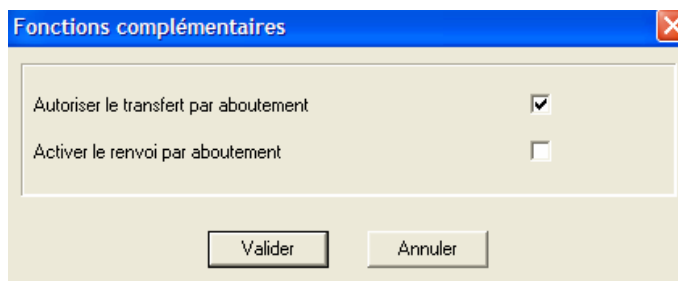 Fonctions complémentaires
Autoriser le transfert par aboutement
Activer le renvoi par aboutement
Valider Annuler